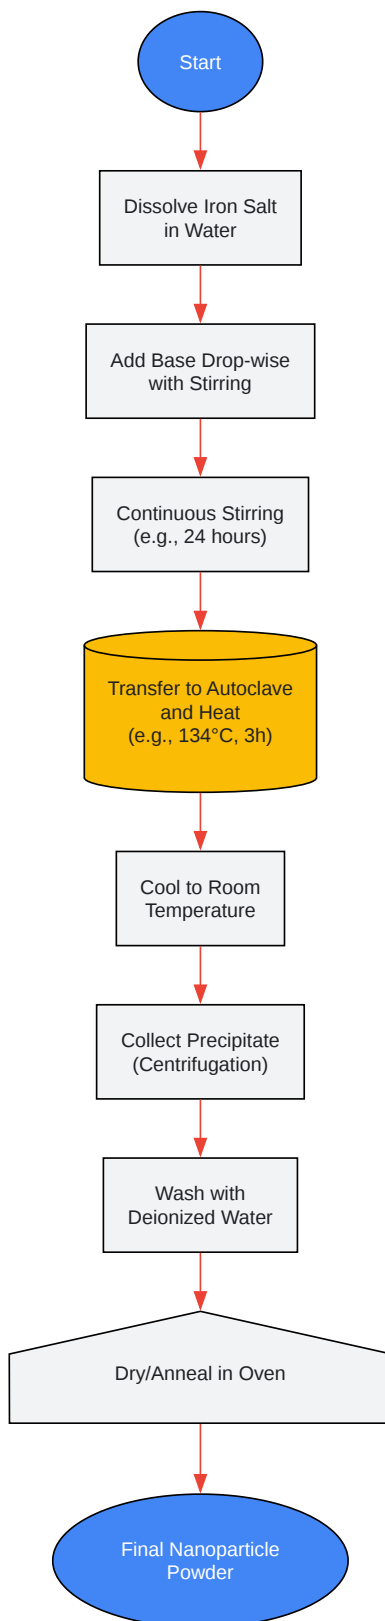 Start
Dissolve Iron Salt
in Water
Add Base Drop-wise
with Stirring
Continuous Stirring
(e.g., 24 hours)
Transfer to Autoclave
and Heat
(e.g., 134°C, 3h)
Cool to Room
Temperature
Collect Precipitate
(Centrifugation)
Wash with
Deionized Water
Dry/Anneal in Oven
Final Nanoparticle
Powder